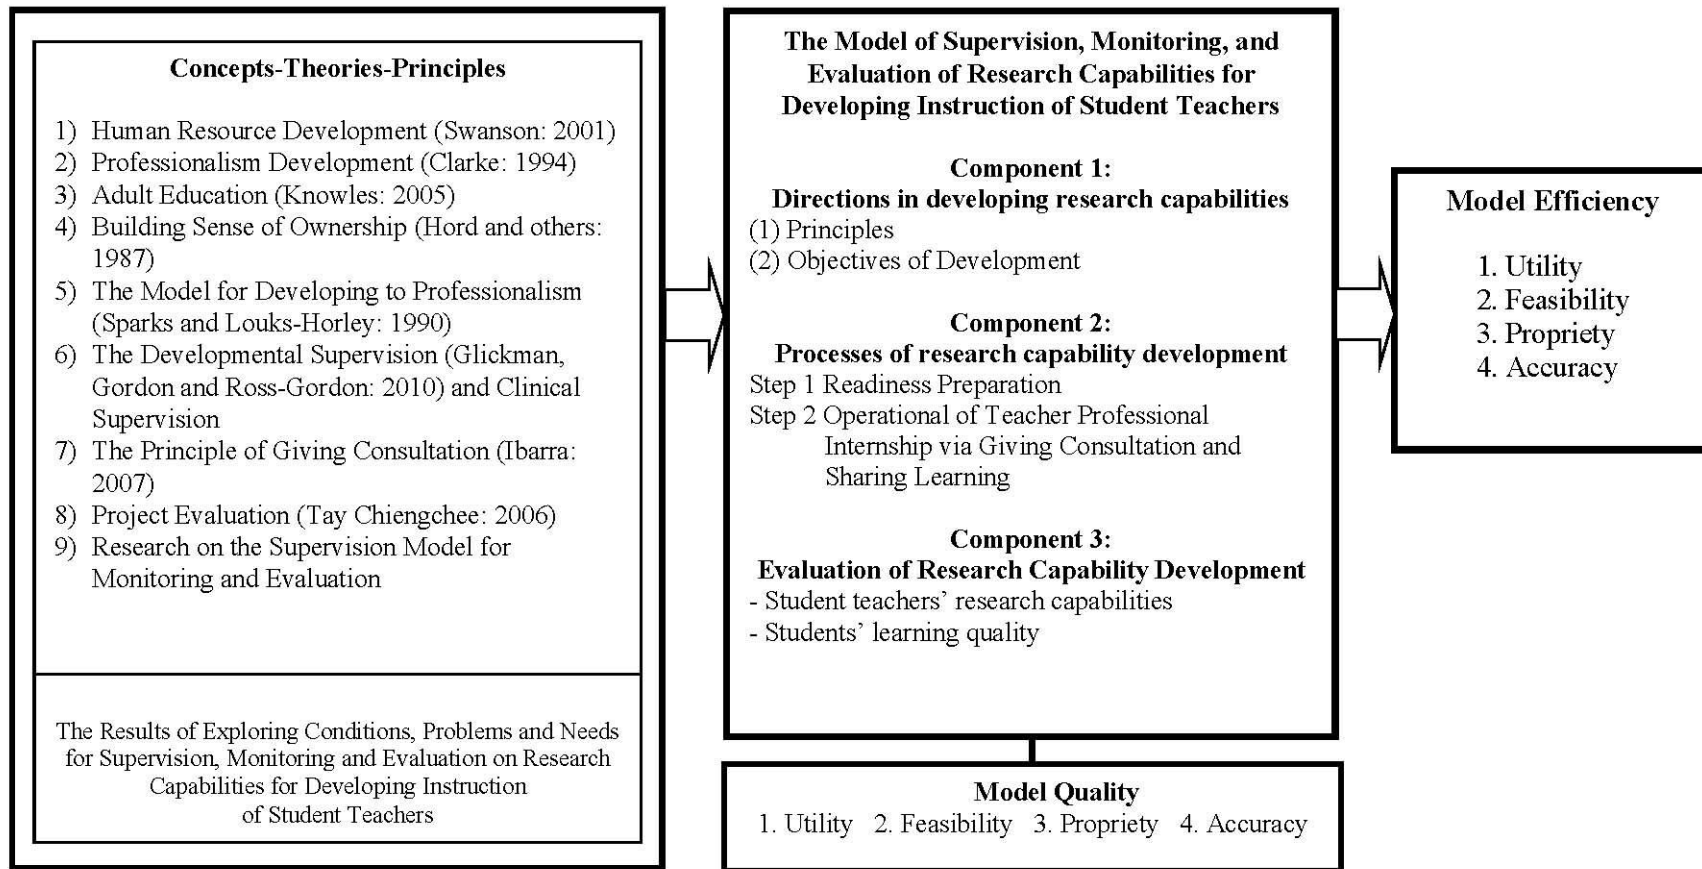 Concepts-Theories-Principles
1) Human Resource Development (Swanson: 2001)
2) Professionalism Development (Clarke: 1994)
3) Adult Education (Knowles: 2005)
4) Building Sense of Ownership (Hord and others:
1987)
5) The Model for Developing to Professionalism
(Sparks and Louks-Horley: 1990)
6) The Developmental Supervision (Glickman,
Gordon and Ross-Gordon: 2010) and Clinical
Supervision
7) The Principle of Giving Consultation (Ibarra:
2007)
8) Project Evaluation (Tay Chiengchee: 2006)
9) Research on the Supervision Model for
Monitoring and Evaluation
The Results of Exploring Conditions, Problems and Needs
for Supervision, Monitoring and Evaluation on Research
Capabilities for Developing Instruction
of Student Teachers
The Model of Supervision, Monitoring, and
Evaluation of Research Capabilities for
Developing Instruction of Student Teachers
Component 1:
Directions in developing research capabilities
(1) Principles
(2) Objectives of Development
Component 2:
Processes of research capability development
Step 1 Readiness Preparation
Step 2 Operational of Teacher Professional
Internship via Giving Consultation and
Sharing Learning
Component 3:
Evaluation of Research Capability Development
- Student teachers’ research capabilities
- Students’ learning quality
Model Quality
1. Utility 2. Feasibility 3. Propriety 4. Accuracy
Model Efficiency
1. Utility
2. Feasibility
3. Propriety
4. Accuracy